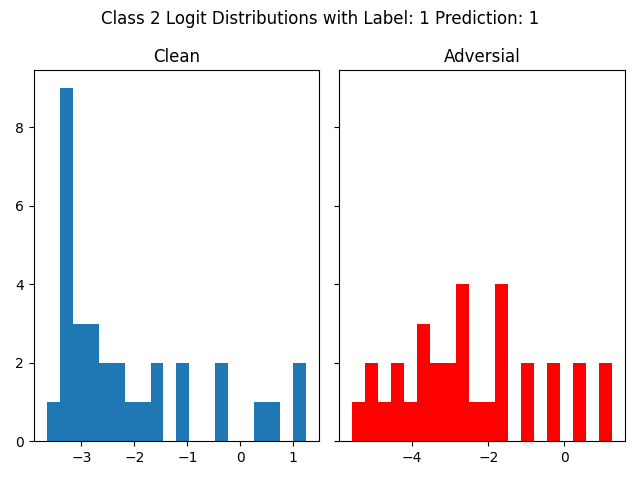 Class 2 Logit Distributions with Label: 1 Prediction: 1
Clean
Adversial
8
6
4
2
0
−3 −2 −1 0 1
−4 −2 0